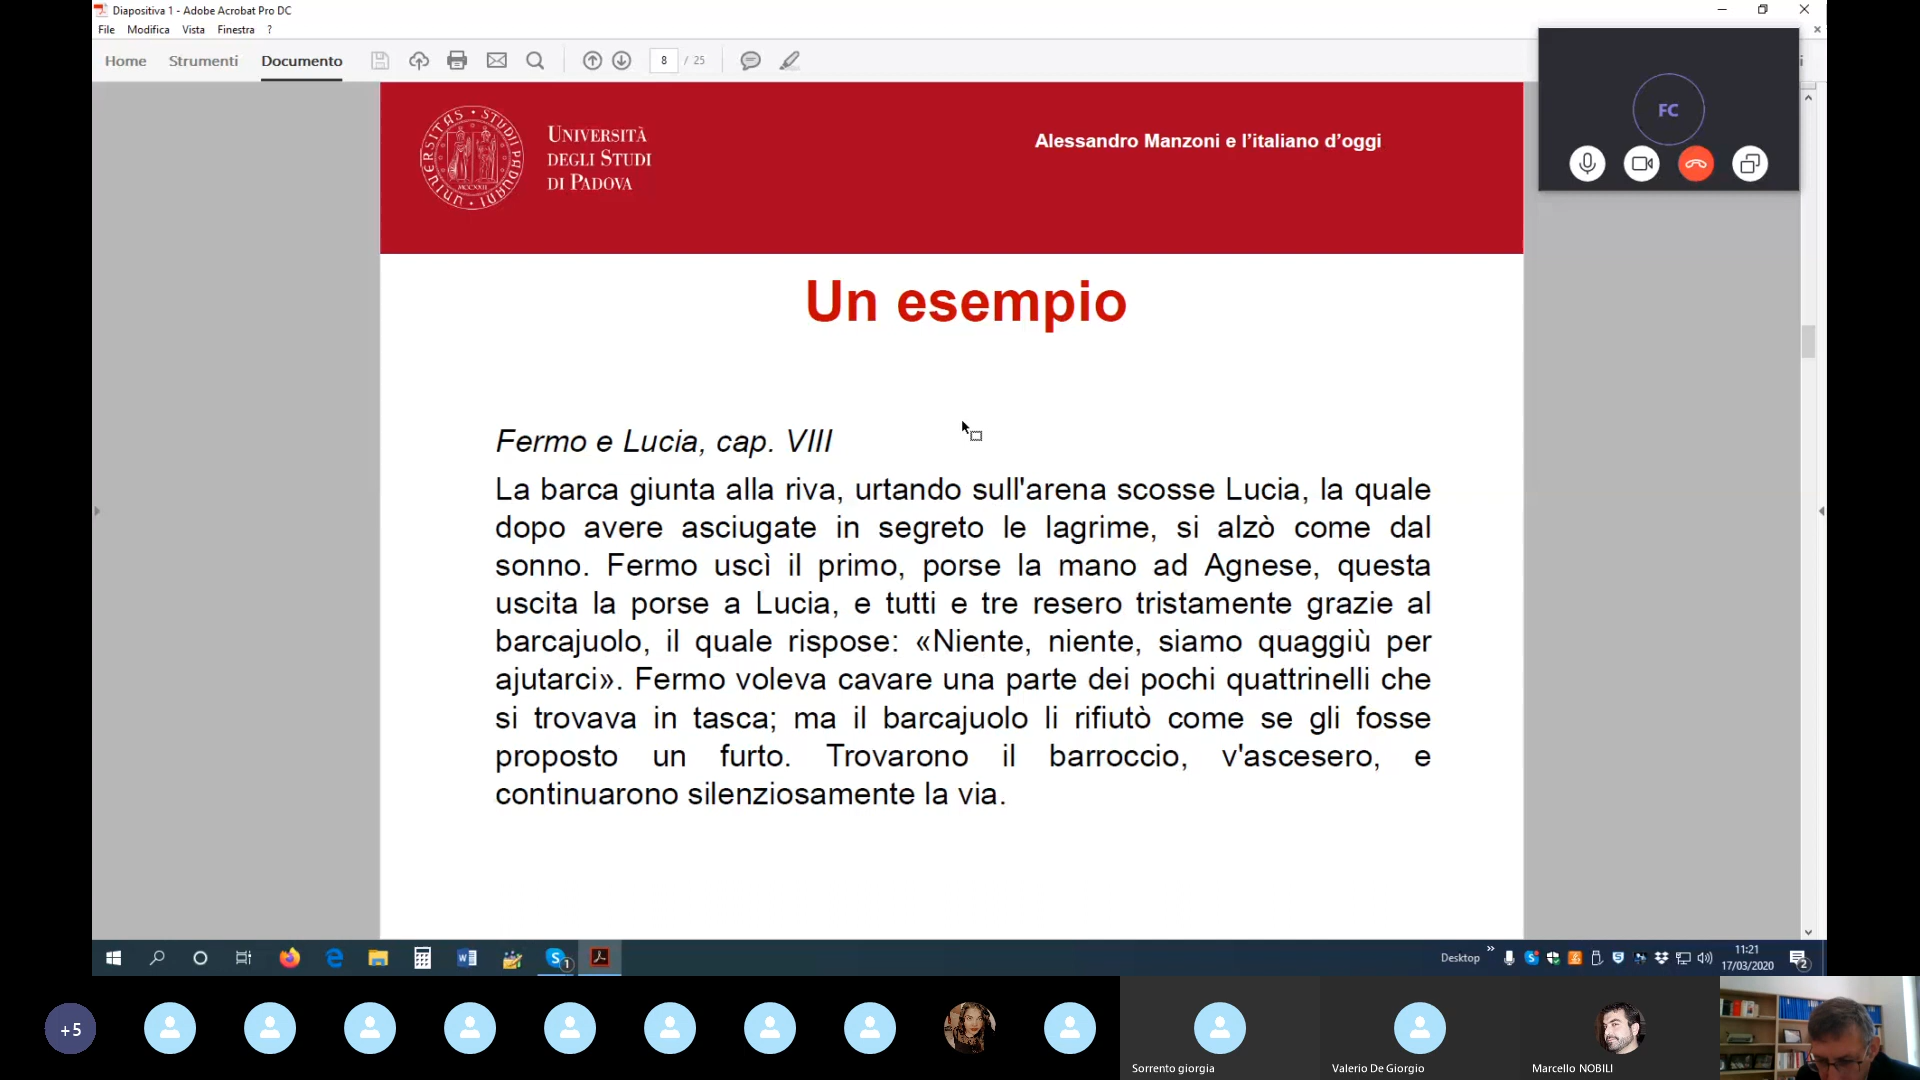 Diapositiva 1 - Adobe Acrobat Pro DC
File Modifica Vista Finestra ?
Home Strumenti Documento 8 / 25
UNIVERSITAS STUDII PADUANI
MCCXXII
UNIVERSITÀ
DEGLI STUDI
DI PADOVA
Alessandro Manzoni e l'italiano d'oggi
FC
Un esempio
Fermo e Lucia, cap. VIII
La barca giunta alla riva, urtando sull'arena scosse Lucia, la quale
dopo avere asciugate in segreto le lagrime, si alzò come dal
sonno. Fermo uscì il primo, porse la mano ad Agnese, questa
uscita la porse a Lucia, e tutti e tre resero tristamente grazie al
barcajuolo, il quale rispose: «Niente, niente, siamo quaggiù per
ajutarci». Fermo voleva cavare una parte dei pochi quattrinelli che
si trovava in tasca; ma il barcajuolo li rifiutò come se gli fosse
proposto un furto. Trovarono il barroccio, v'ascesero, e
continuarono silenziosamente la via.
Desktop
11:21
17/03/2020
2
1
+5
Sorrento giorgia
Valerio De Giorgio
Marcello NOBILI